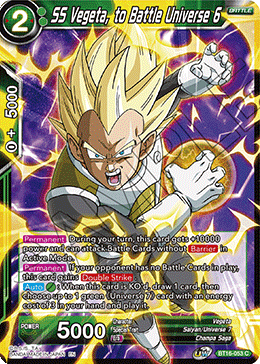 2
SS Vegeta, to Battle Universe 6
BATTLE
0 + 5000
Permanent During your turn, this card gets +10000
power and can attack Battle Cards without Barrier in
Active Mode.
Permanent If your opponent has no Battle Cards in play,
this card gains Double Strike.
Auto : When this card is KO'd, draw 1 card, then
choose up to 1 green ‹Universe 7› card with an energy
cost of 3 in your hand and play it.
POWER
5000
Character
Vegeta
Special Trait
Saiyan/Universe 7
Era
Champa Saga
BT16-053 C